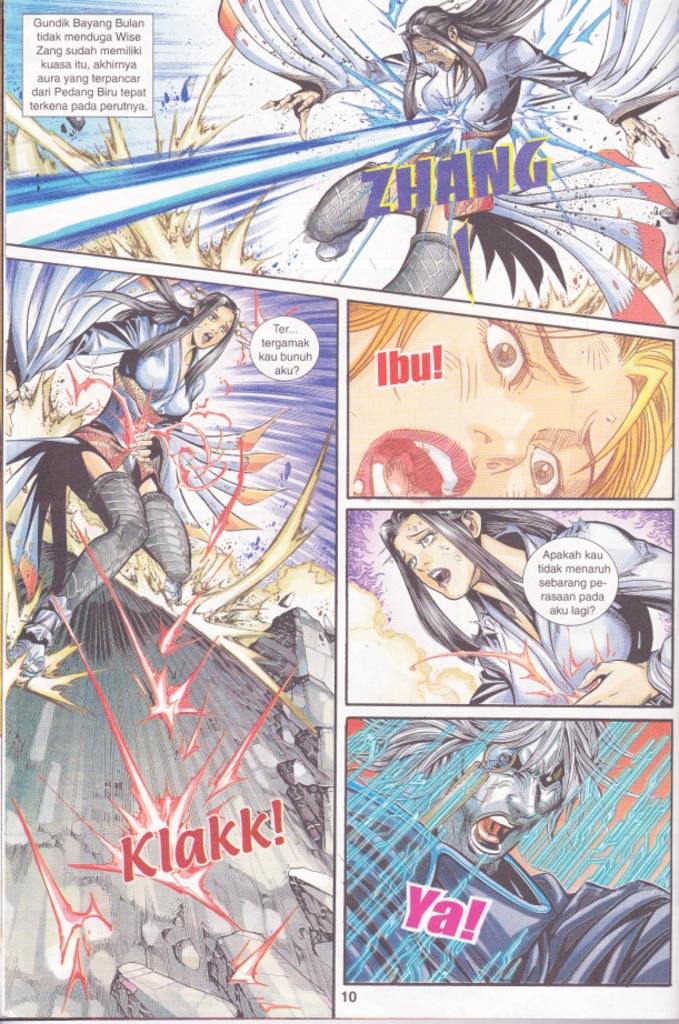 Gundik Bayang Bulan
tidak menduga Wise
Zang sudah memiliki
kuasa itu, akhirnya
aura yang terpancar
dari Pedang Biru tepat
terkena pada perutnya.
ZHANG
!
Ter...
tergamak
kau bunuh
aku?
Klakk!
Ibu!
Apakah kau
tidak menaruh
sebarang pe-
rasaan pada
aku lagi?
Ya!
10